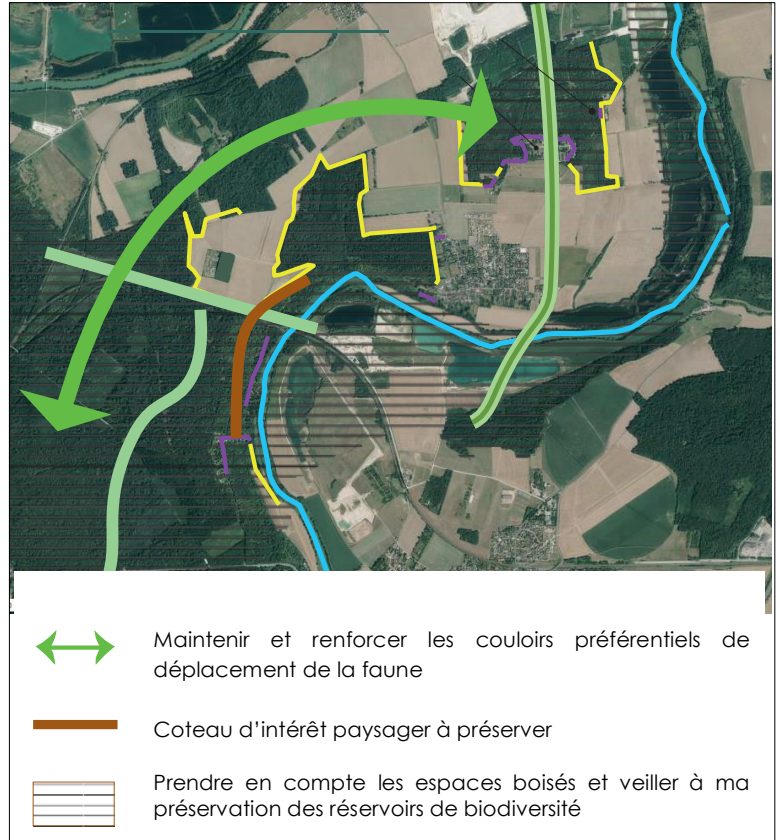 Maintenir et renforcer les couloirs préférentiels de
déplacement de la faune
Coteau d'intérêt paysager à préserver
Prendre en compte les espaces boisés et veiller à ma
préservation des réservoirs de biodiversité